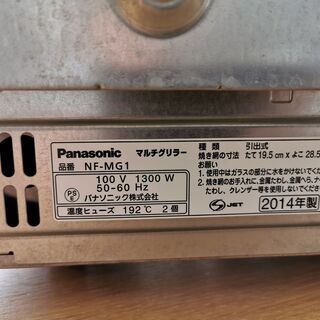 Panasonic マルチグリラー
品番 NF-MG1
100 V 1300 W
50-60 Hz
パナソニック株式会社
温度ヒューズ 192℃ 2個
PS
E
種類 引出式
焼き網の寸法 たて 19.5 cm x よこ 28.5
お願い
1. 使用中はガラスの部分に水をかけないで
2. 焼き網のお手入れに、金属たわし、金属へら、
たわし、クレンザー等を使用しないでくだ
JET
2014年製